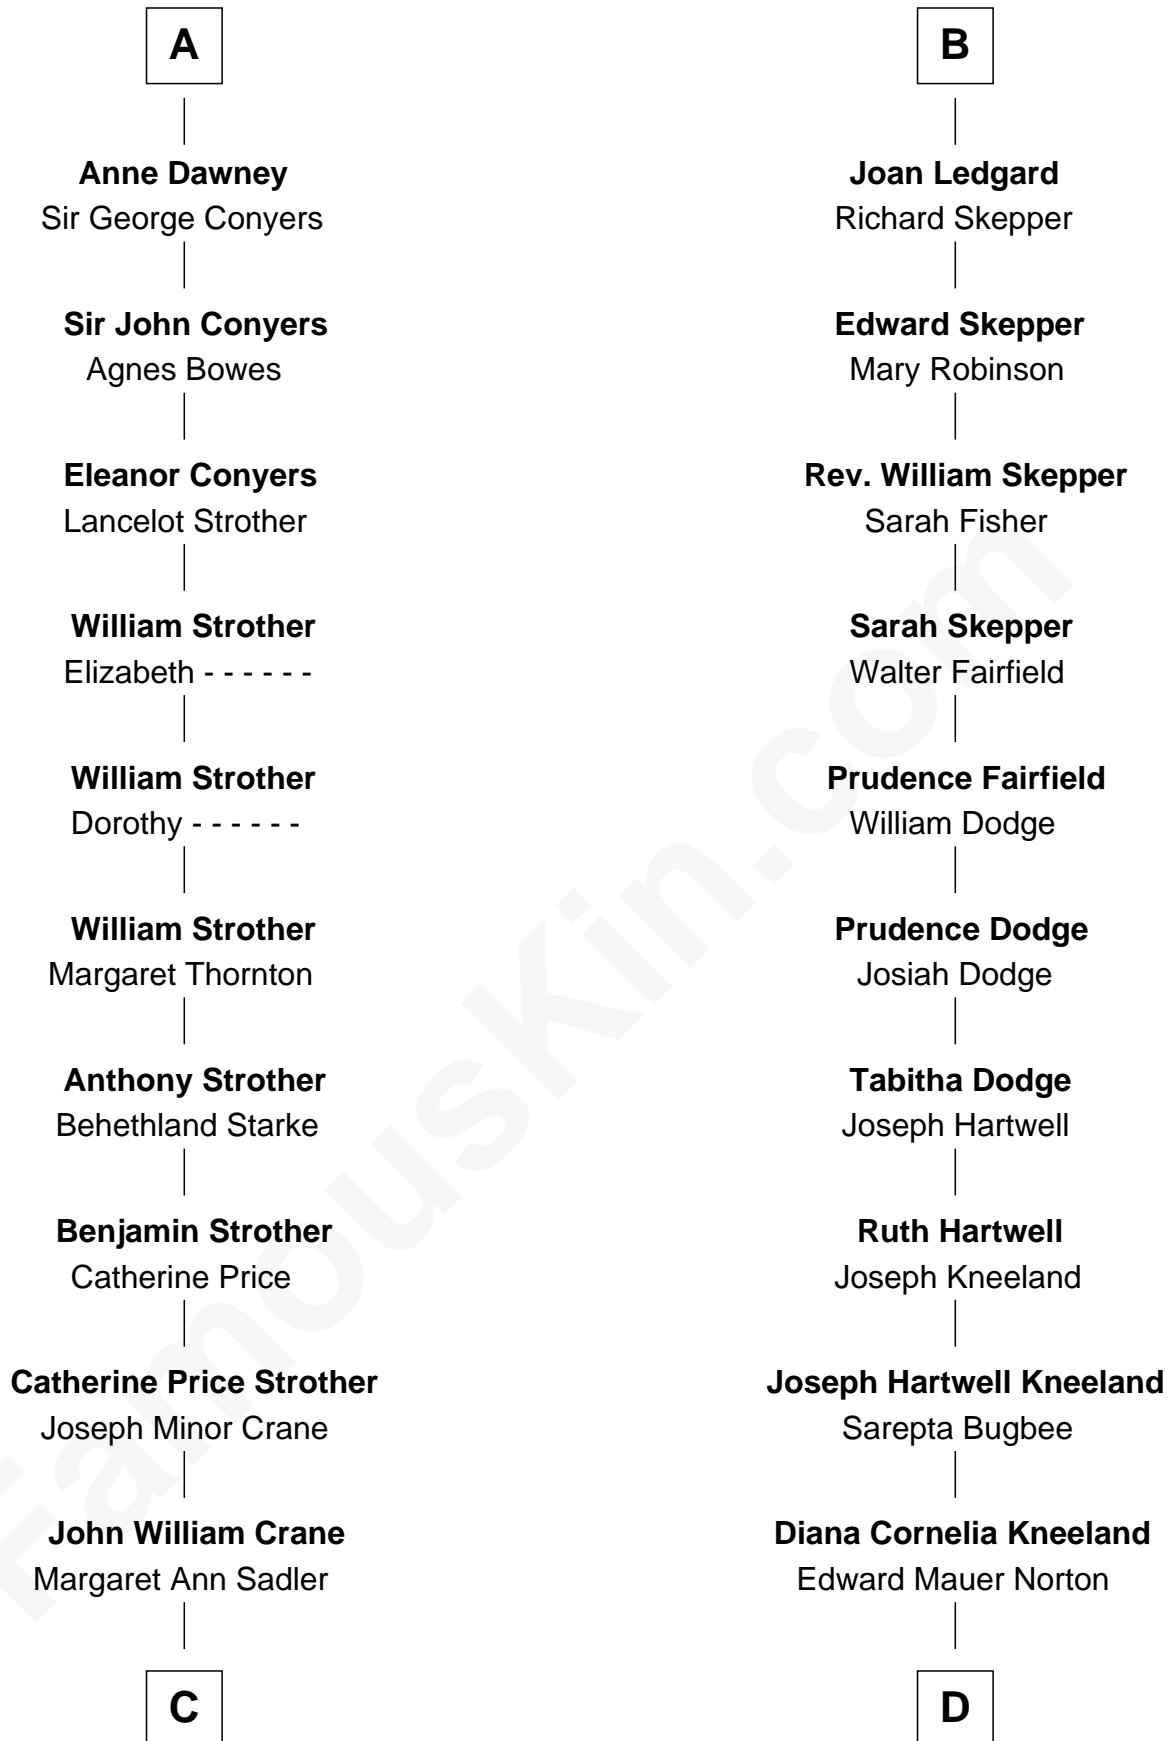 A
Anne Dawney
Sir George Conyers
Sir John Conyers
Agnes Bowes
Eleanor Conyers
Lancelot Strother
William Strother
Elizabeth - - - - - -
William Strother
Dorothy - - - - - -
William Strother
Margaret Thornton
Anthony Strother
Behethland Starke
Benjamin Strother
Catherine Price
Catherine Price Strother
Joseph Minor Crane
John William Crane
Margaret Ann Sadler
C
B
Joan Ledgard
Richard Skepper
Edward Skepper
Mary Robinson
Rev. William Skepper
Sarah Fisher
Sarah Skepper
Walter Fairfield
Prudence Fairfield
William Dodge
Prudence Dodge
Josiah Dodge
Tabitha Dodge
Joseph Hartwell
Ruth Hartwell
Joseph Kneeland
Joseph Hartwell Kneeland
Sarepta Bugbee
Diana Cornelia Kneeland
Edward Mauer Norton
D
FamousKin.com